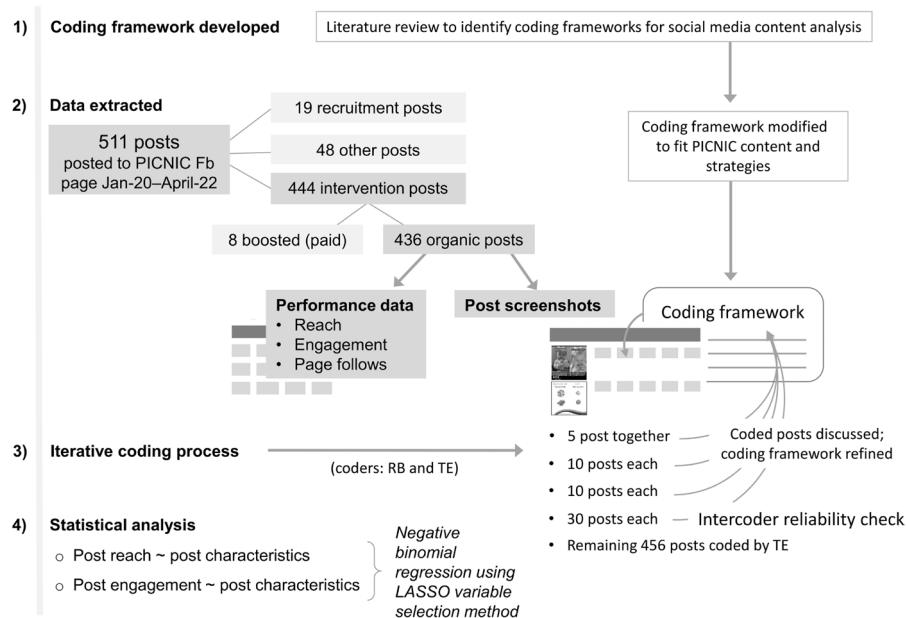 1) Coding framework developed
Literature review to identify coding frameworks for social media content analysis
2) Data extracted
511 posts
posted to PICNIC Fb
page Jan-20–April-22
19 recruitment posts
48 other posts
444 intervention posts
8 boosted (paid)
436 organic posts
Coding framework modified
to fit PICNIC content and
strategies
Performance data
• Reach
• Engagement
• Page follows
Post screenshots
Coding framework
3) Iterative coding process
(coders: RB and TE)
• 5 post together
• 10 posts each
• 10 posts each
• 30 posts each
• Remaining 456 posts coded by TE
Coded posts discussed;
coding framework refined
Intercoder reliability check
4) Statistical analysis
o Post reach ~ post characteristics
o Post engagement ~ post characteristics
Negative
binomial
regression using
LASSO variable
selection method